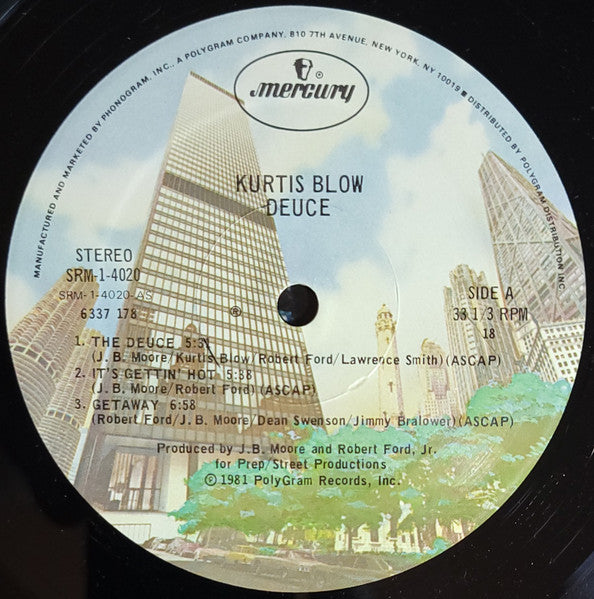 MANUFACTURED AND MARKETED BY PHONOGRAM, INC., A POLYGRAM COMPANY, 810 7TH AVENUE, NEW YORK, NY 10019 ■ DISTRIBUTED BY POLYGRAM DISTRIBUTION INC.
®
mercury
KURTIS BLOW
DEUCE
STEREO
SRM-1-4020
SRM-1-4020-AS
6337 178
℗
SIDE A
33 1/3 RPM
18
1. THE DEUCE
(J. B. Moore/Kurtis Blow/Robert Ford/Lawrence Smith) (ASCAP)
2. IT'S GETTIN' HOT 5:38
(J. B. Moore/Robert Ford) (ASCAP)
3. GETAWAY 6:58
(Robert Ford/J. B. Moore/Dean Swenson/Jimmy Bralower) (ASCAP)
Produced by J. B. Moore and Robert Ford, Jr.
for Prep/Street Productions
℗ 1981 PolyGram Records, Inc.